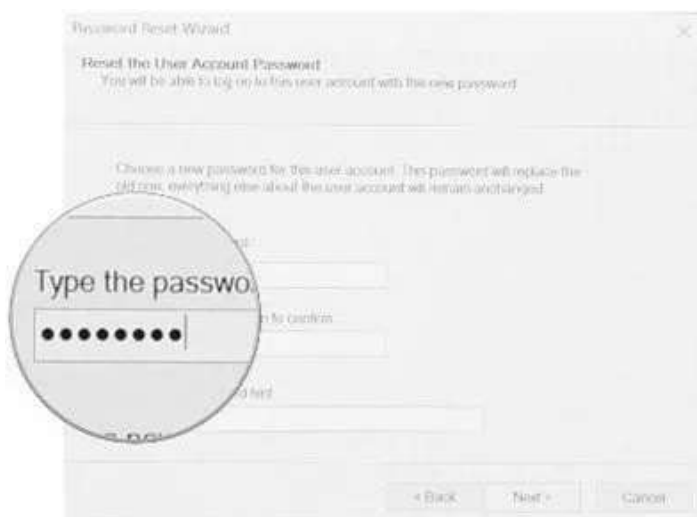 Password Reset Wizard
Reset the User Account Password
You will be able to log on to this user account with the new password
Choose a new password for this user account. This password will replace the
old one; everything else about this user account will remain unchanged.
Type the passwo
to confirm
hint
< Back
Next >
Cancel